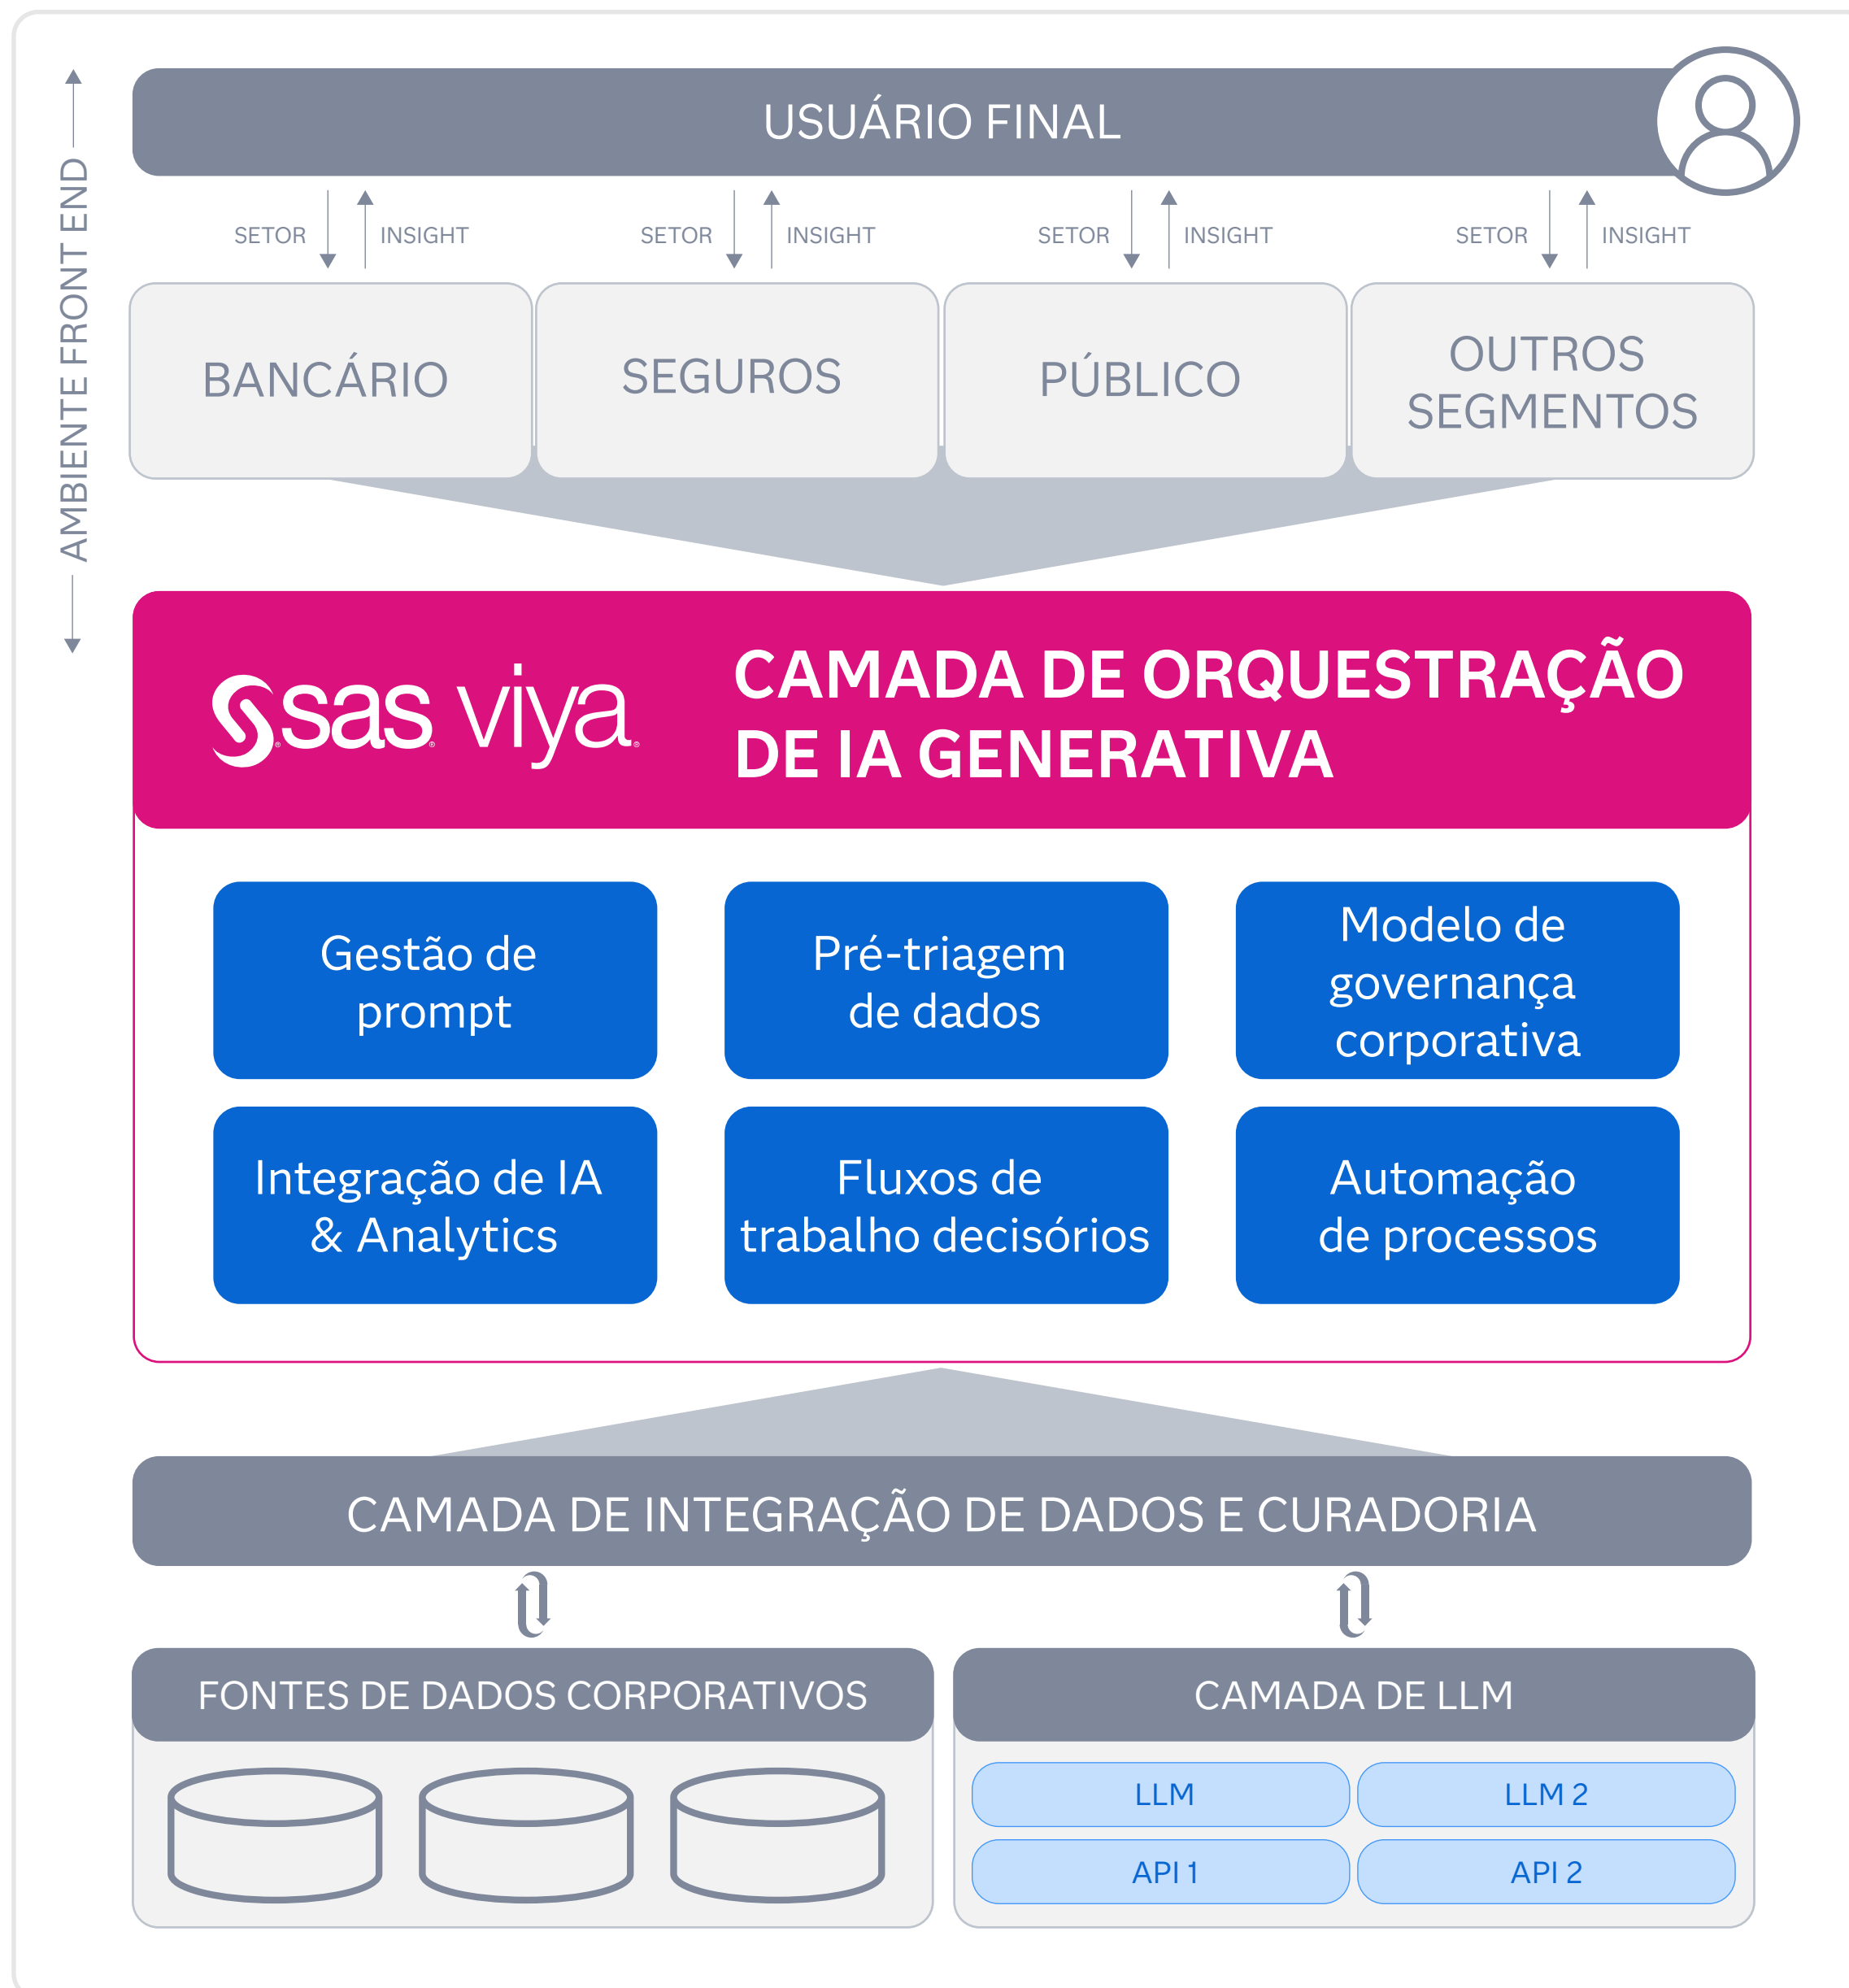 USUÁRIO FINAL
AMBIENTE FRONT END
SETOR INSIGHT SETOR INSIGHT SETOR INSIGHT SETOR INSIGHT
BANCÁRIO
SEGUROS
PÚBLICO
OUTROS
SEGMENTOS
sas viya
CAMADA DE ORQUESTRAÇÃO
DE IA GENERATIVA
Gestão de
prompt
Pré-triagem
de dados
Modelo de
governança
corporativa
Integração de IA
& Analytics
Fluxos de
trabalho decisórios
Automação
de processos
CAMADA DE INTEGRAÇÃO DE DADOS E CURADORIA
FONTES DE DADOS CORPORATIVOS
CAMADA DE LLM
LLM
LLM 2
API 1
API 2